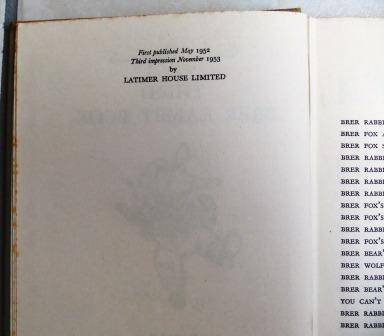 First published May 1952
Third impression November 1953
by
LATIMER HOUSE LIMITED
BRER RABBI
BRER FOX A
BRER FOX S
BRER RABBI
BRER RABBI
BRER RABBI
BRER RABBI
BRER FOX'S
BRER FOX'S
BRER RABBI
BRER FOX'S
BRER BEAR'
BRER WOLF
BRER RABBI
BRER BEAR'
YOU CAN'T
BRER RABBI
BRER RABBI